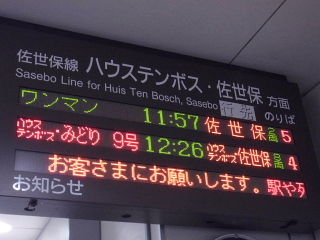 佐世保線 ハウステンボス・佐世保 方面
Sasebo Line for Huis Ten Bosch, Sasebo のりば
ワンマン 11:57 佐世保 5
ハウステンボス・みどり 9号 12:26 ハウステンボス・佐世保 4
お知らせ お客さまにお願いします。駅や列